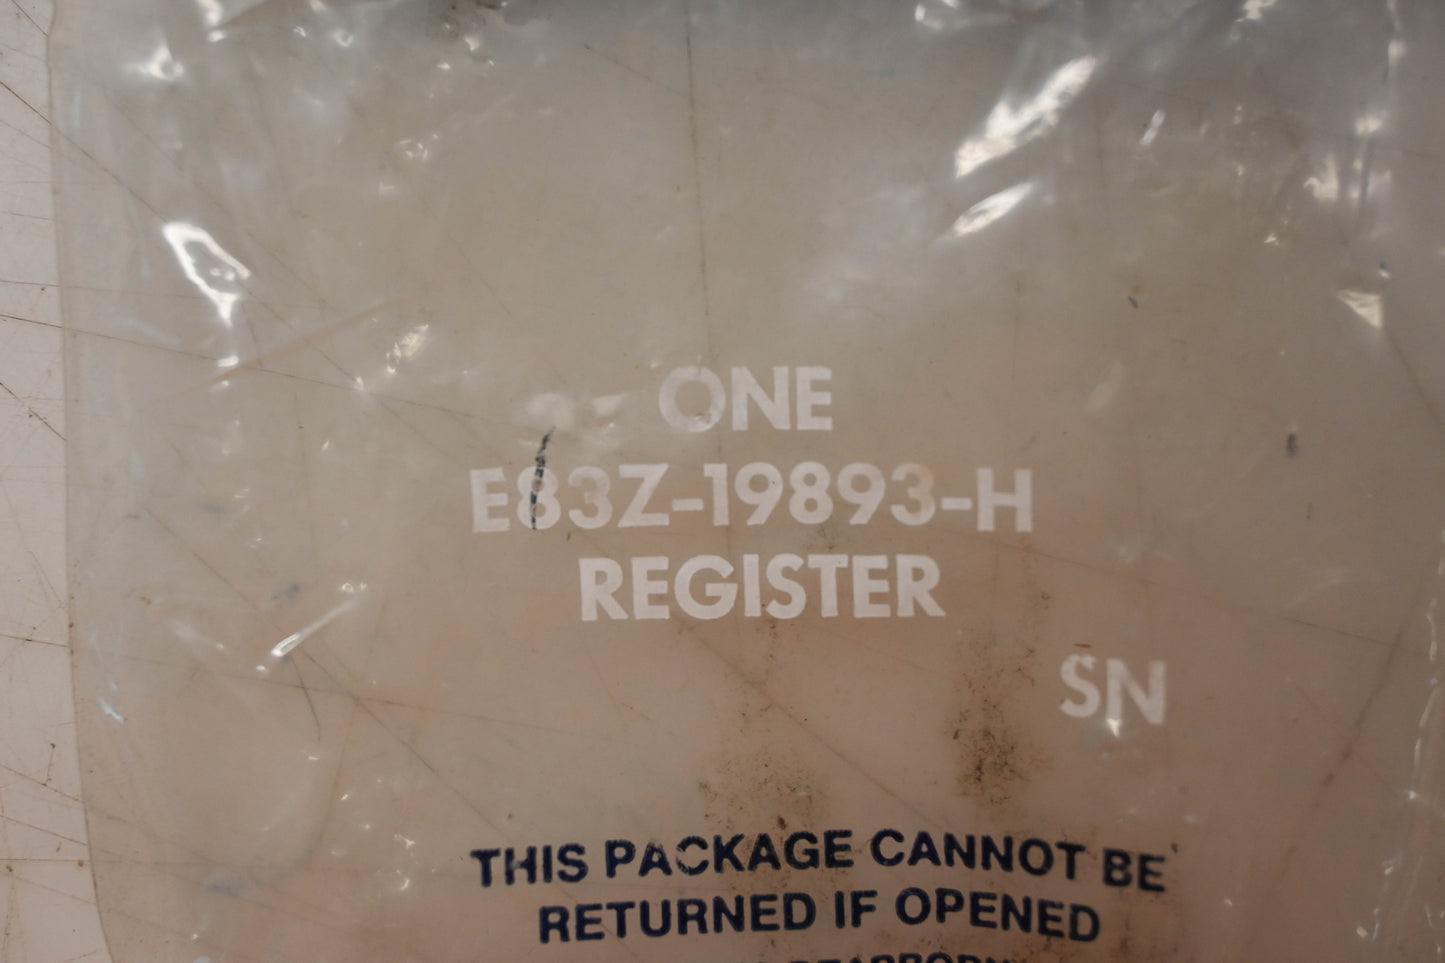 ONE
E83Z-19893-H
REGISTER
SN
THIS PACKAGE CANNOT BE
RETURNED IF OPENED